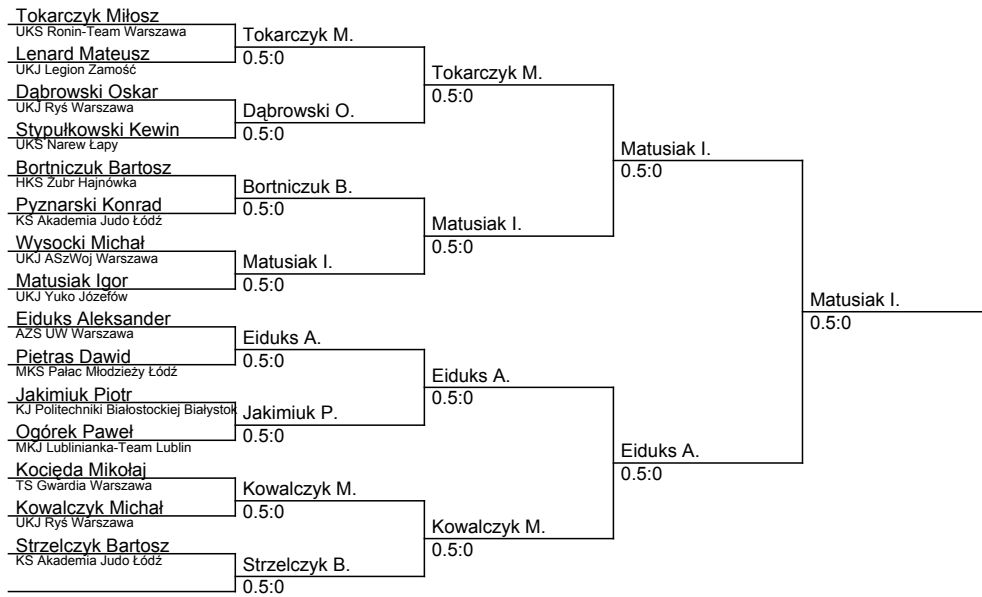 Tokarczyk Miłosz
UKS Ronin-Team Warszawa
Lenard Mateusz
UKJ Legion Zamość
Dąbrowski Oskar
UKJ Ryś Warszawa
Stypułkowski Kewin
UKS Narew Łapy
Bortniczuk Bartosz
HKS Żubr Hajnówka
Pyznarski Konrad
KS Akademia Judo Łódź
Wysocki Michał
UKJ ASzWoj Warszawa
Matusiak Igor
UKJ Yuko Józefów
Eiduks Aleksander
AZS UW Warszawa
Pietras Dawid
MKS Pałac Młodzieży Łódź
Jakimiuk Piotr
KJ Politechniki Białostockiej Białystok
Ogórek Paweł
MKJ Lublinianka-Team Lublin
Kocięda Mikołaj
TS Gwardia Warszawa
Kowalczyk Michał
UKJ Ryś Warszawa
Strzelczyk Bartosz
KS Akademia Judo Łódź
Tokarczyk M.
0.5:0
Dąbrowski O.
0.5:0
Bortniczuk B.
0.5:0
Matusiak I.
0.5:0
Eiduks A.
0.5:0
Jakimiuk P.
0.5:0
Kowalczyk M.
0.5:0
Strzelczyk B.
0.5:0
Tokarczyk M.
0.5:0
Matusiak I.
0.5:0
Eiduks A.
0.5:0
Kowalczyk M.
0.5:0
Matusiak I.
0.5:0
Eiduks A.
0.5:0
Matusiak I.
0.5:0